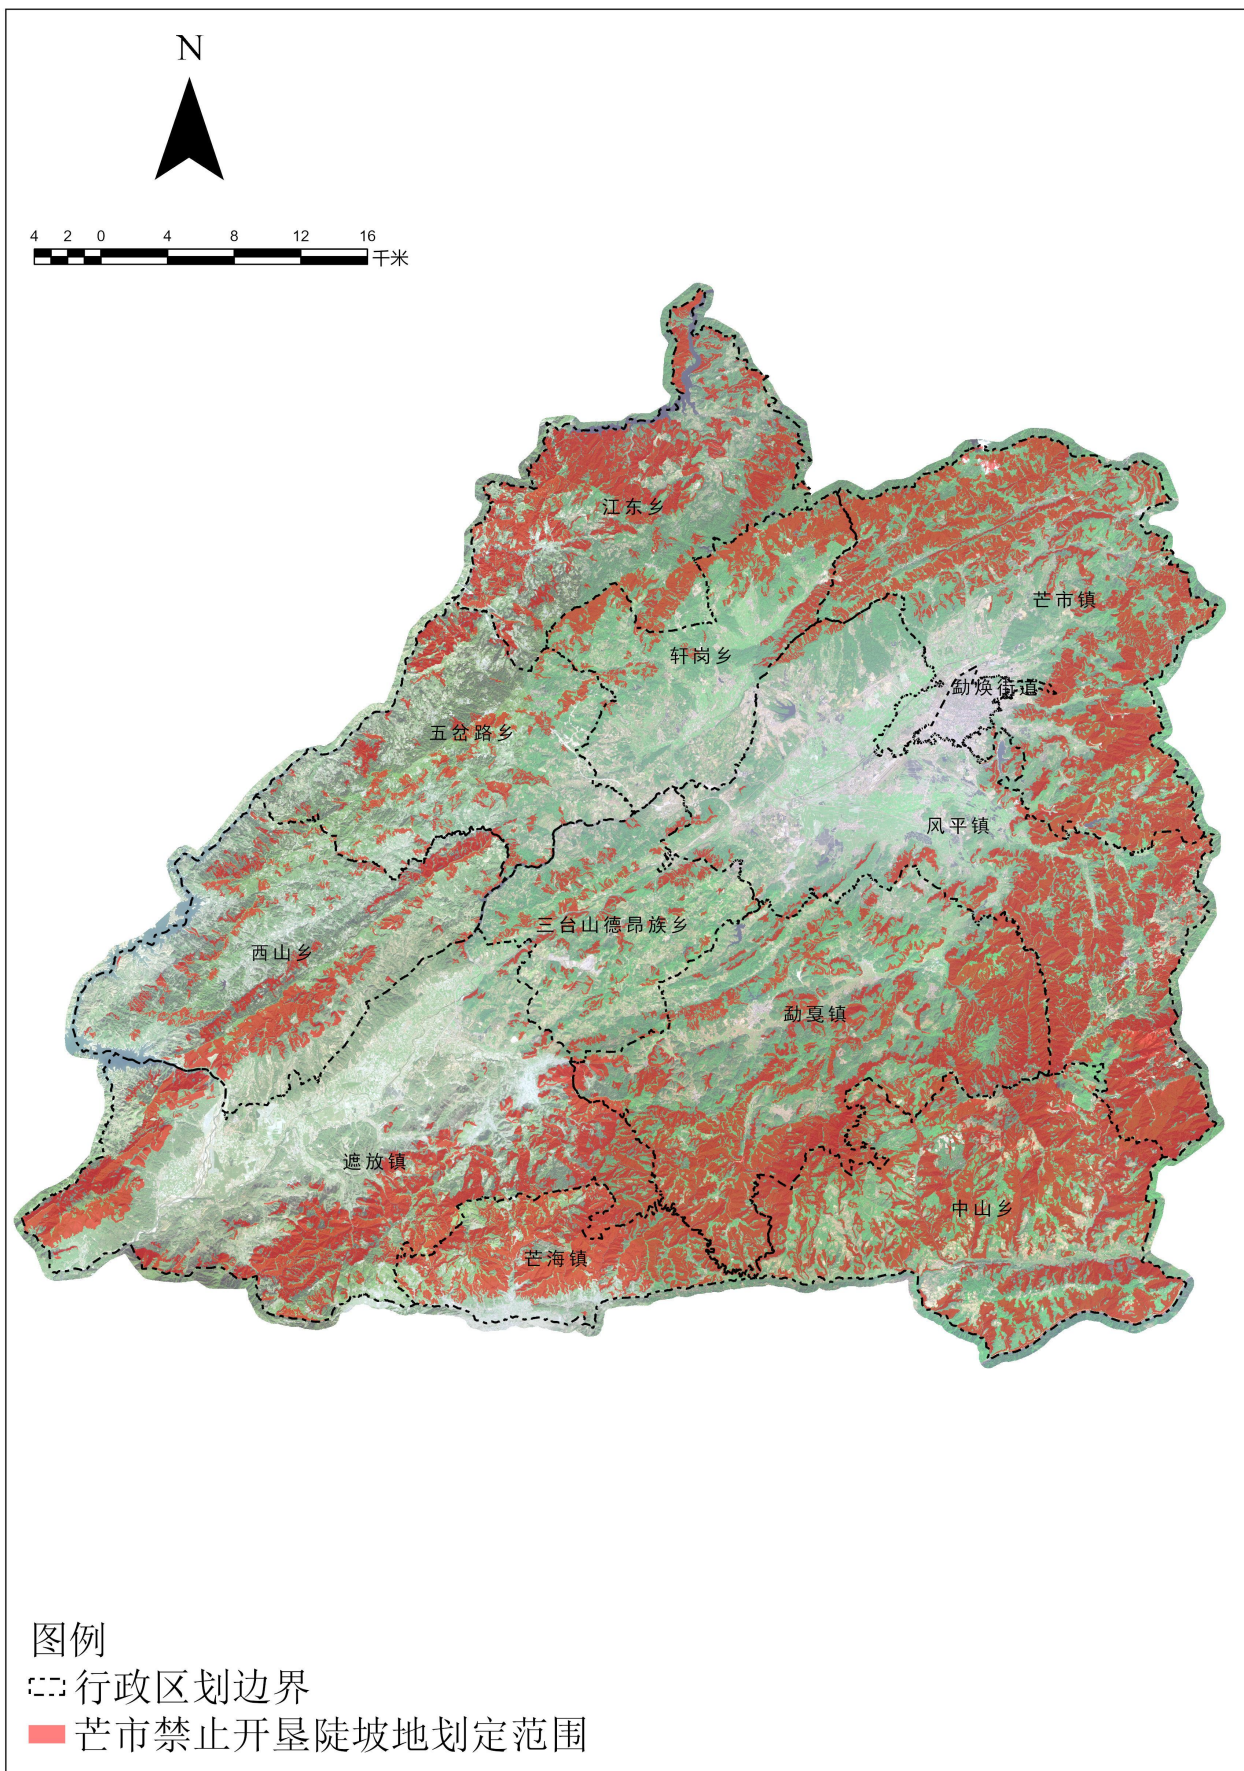 N
4 2 0 4 8 12 16
千米
江东乡
芒市镇
轩岗乡
勐焕街道
五岔路乡
风平镇
三台山德昂族乡
西山乡
勐戛镇
遮放镇
中山乡
芒海镇
图例
行政区划边界
芒市禁止开垦陡坡地划定范围